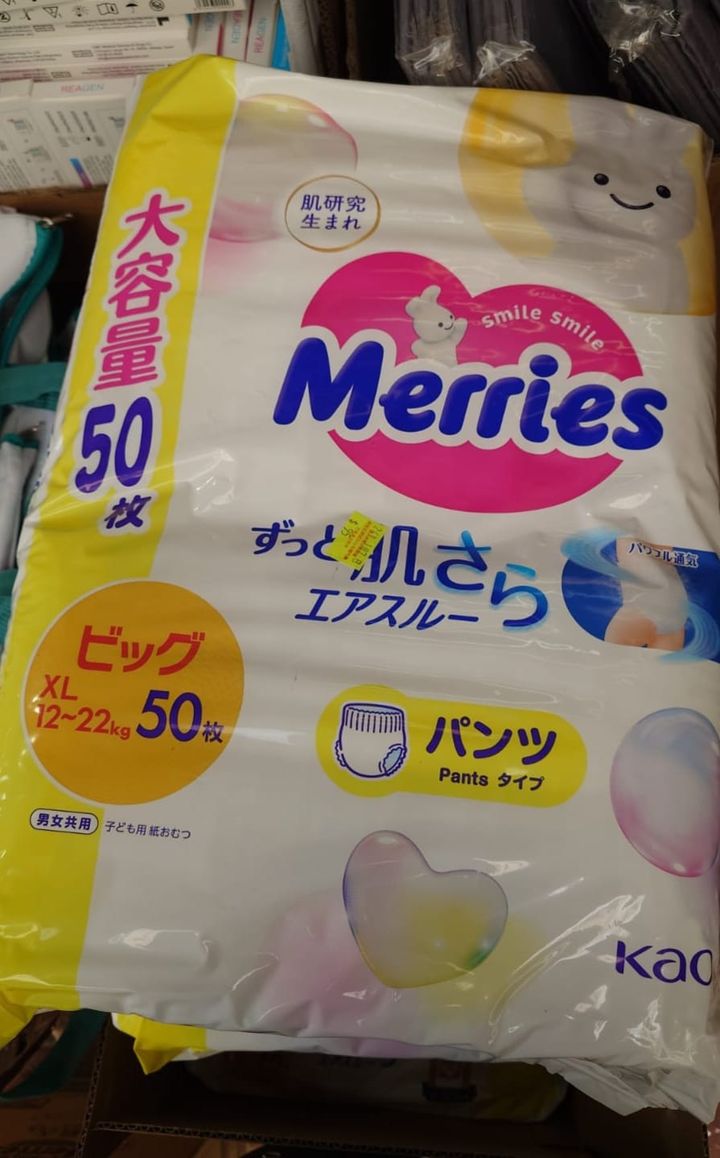 REAGEN
REAGEN
REAGEN
肌研究
生まれ
大容量
50
枚
smile smile
Merries
ずっと肌さら
エアスルー
パワフル通気
ビッグ
XL
12~22kg 50枚
パンツ
Pants タイプ
男女共用 子ども用 紙おむつ
kao